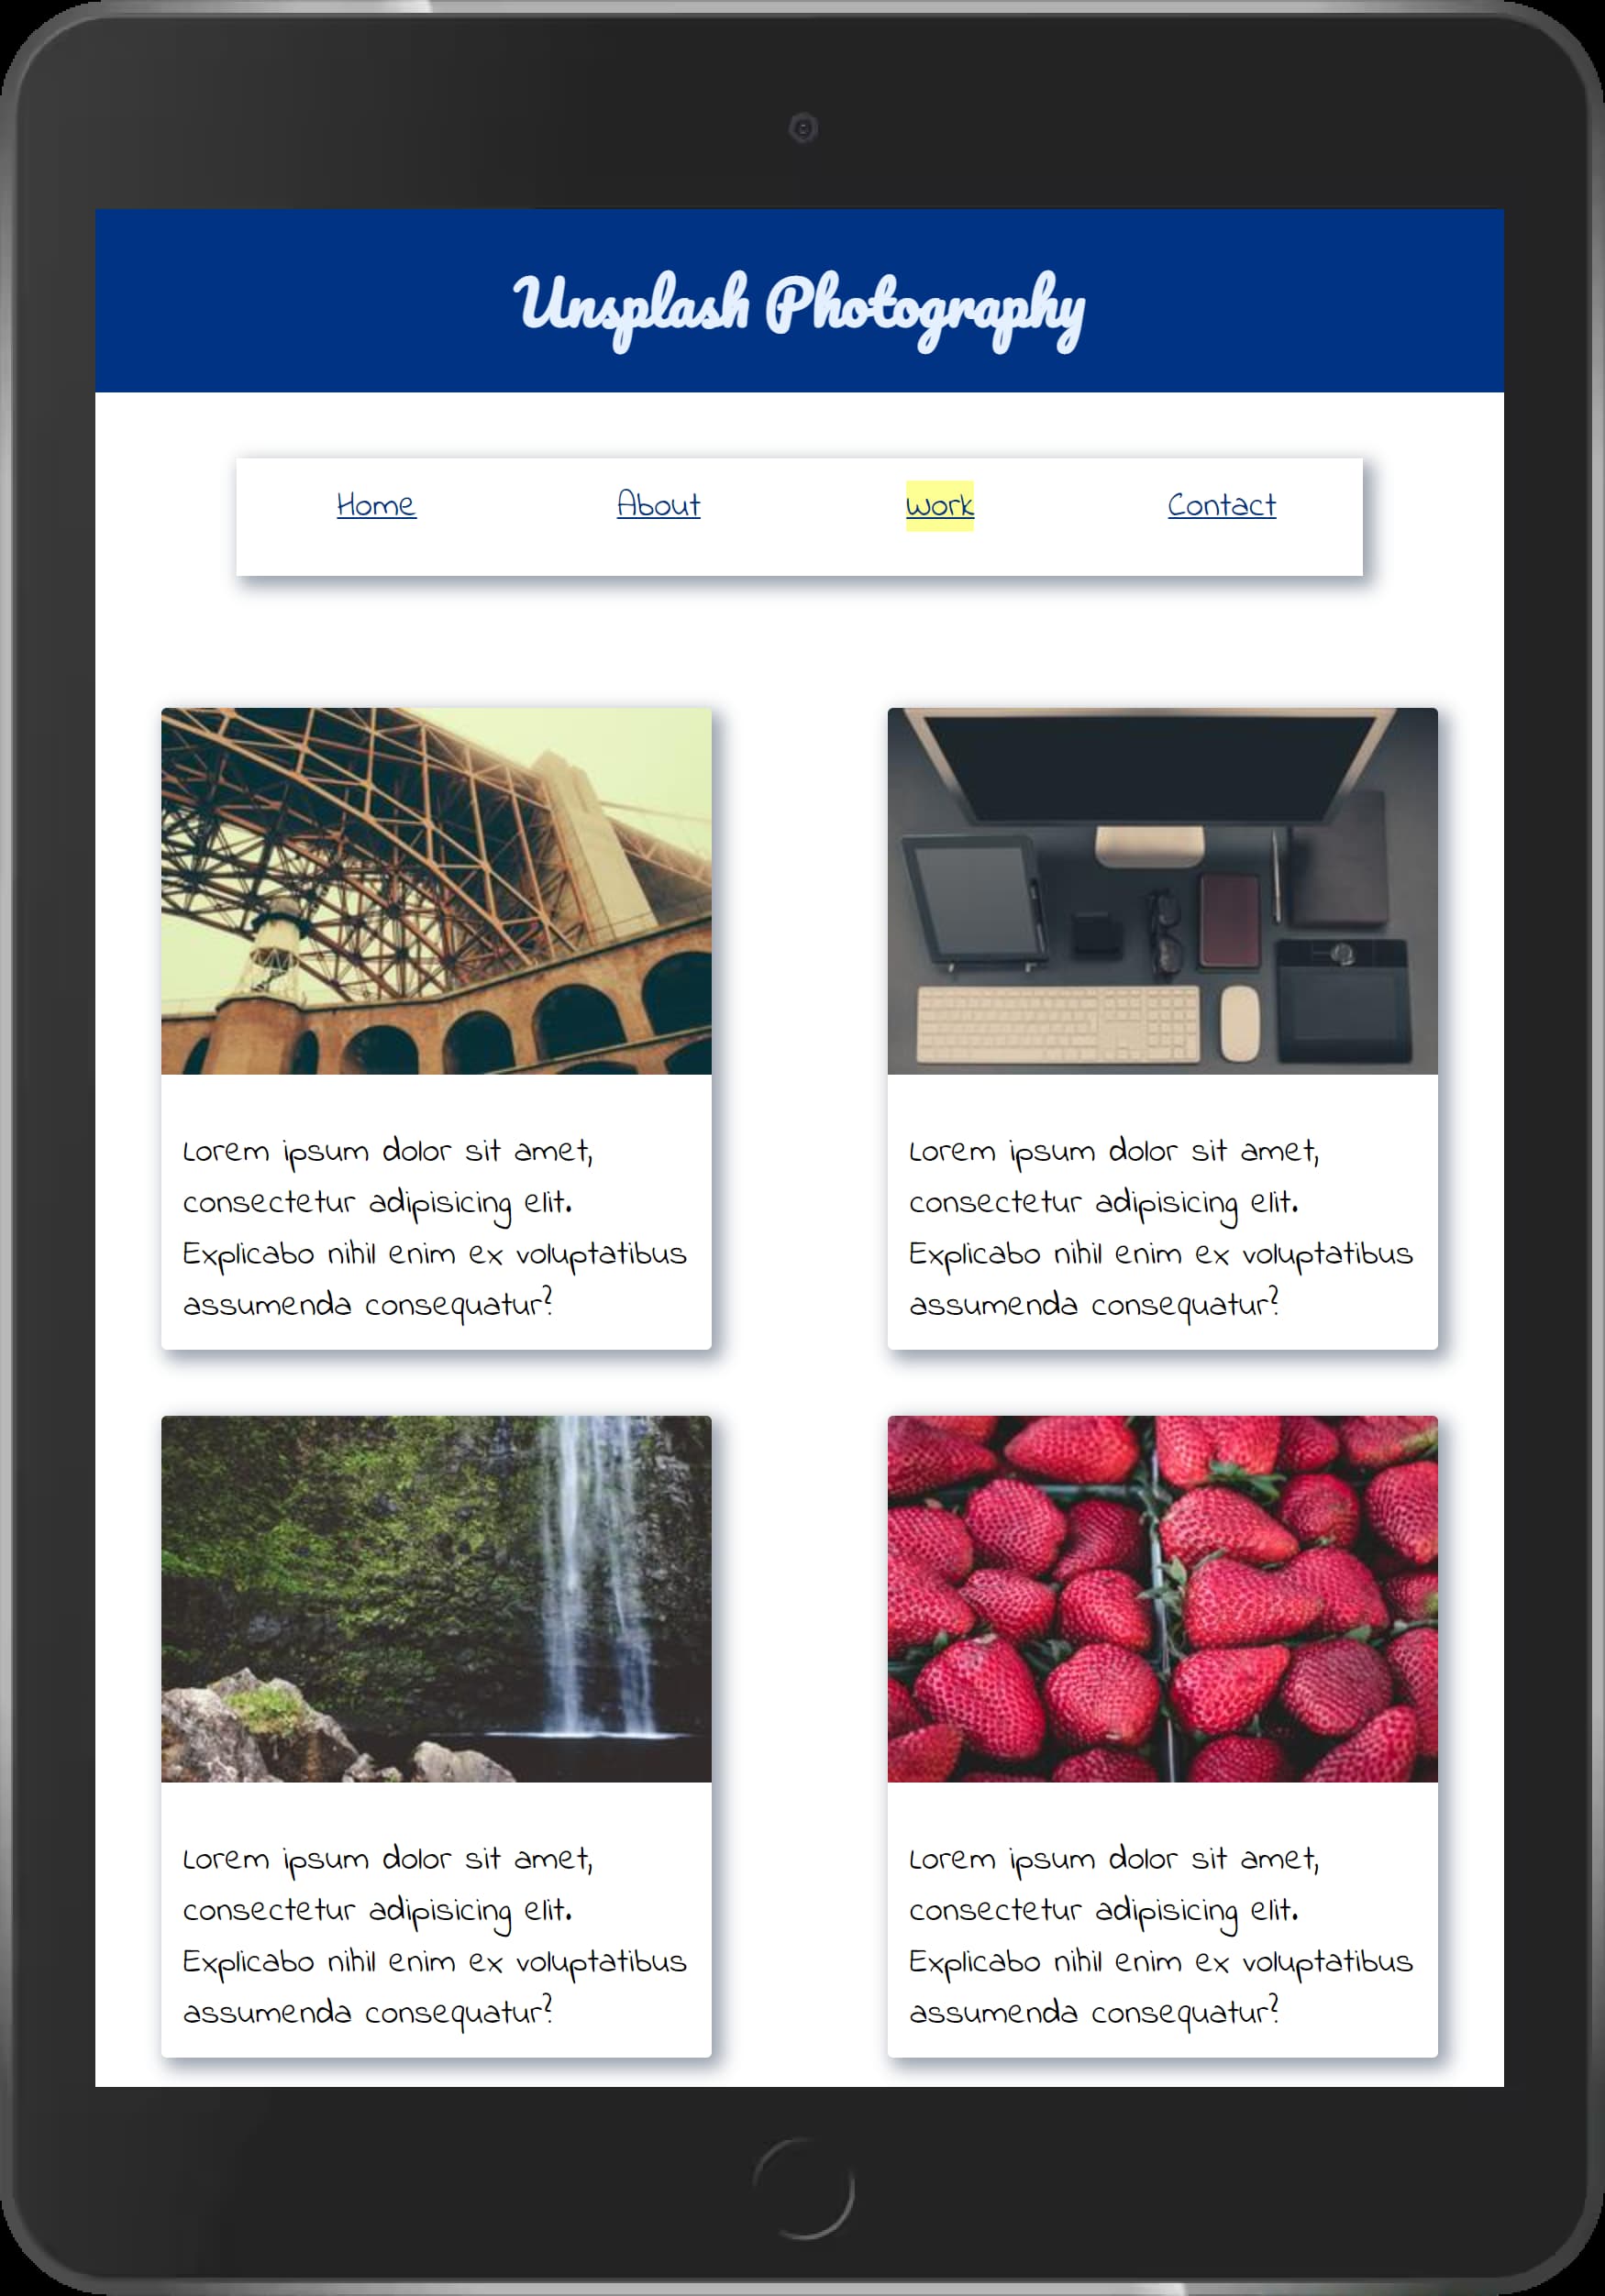 Unsplash Photography
Home About Work Contact
Lorem ipsum dolor sit amet,
consectetur adipisicing elit.
Explicabo nihil enim ex voluptatibus
assumenda consequatur?
Lorem ipsum dolor sit amet,
consectetur adipisicing elit.
Explicabo nihil enim ex voluptatibus
assumenda consequatur?
Lorem ipsum dolor sit amet,
consectetur adipisicing elit.
Explicabo nihil enim ex voluptatibus
assumenda consequatur?
Lorem ipsum dolor sit amet,
consectetur adipisicing elit.
Explicabo nihil enim ex voluptatibus
assumenda consequatur?